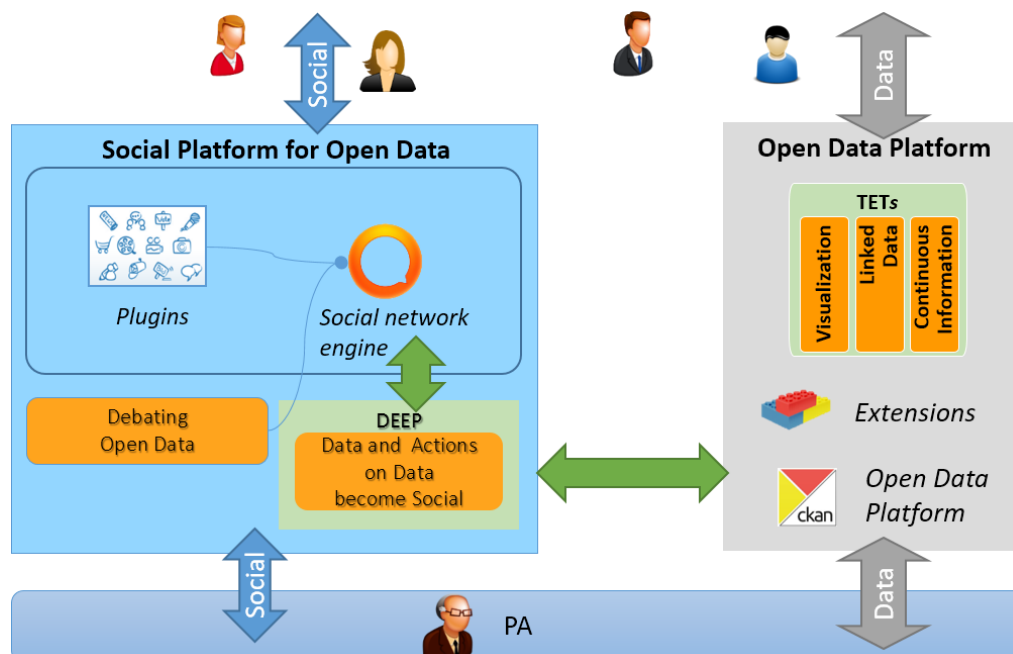 Social
Data
Social Platform for Open Data
Open Data Platform
TETs
Visualization
Linked
Data
Continuous
Information
Plugins
Social network
engine
Debating
Open Data
DEEP
Data and Actions
on Data
become Social
Extensions
Open Data
Platform
ckan
Social
Data
PA